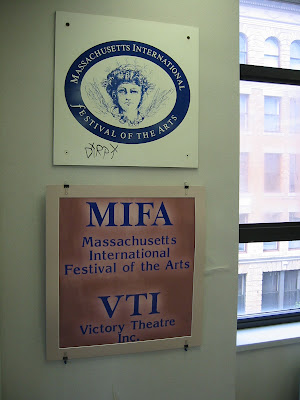 MASSACHUSETTS INTERNATIONAL
FESTIVAL OF THE ARTS
MIFA
Massachusetts
International
Festival of the Arts
VTI
Victory Theatre
Inc.